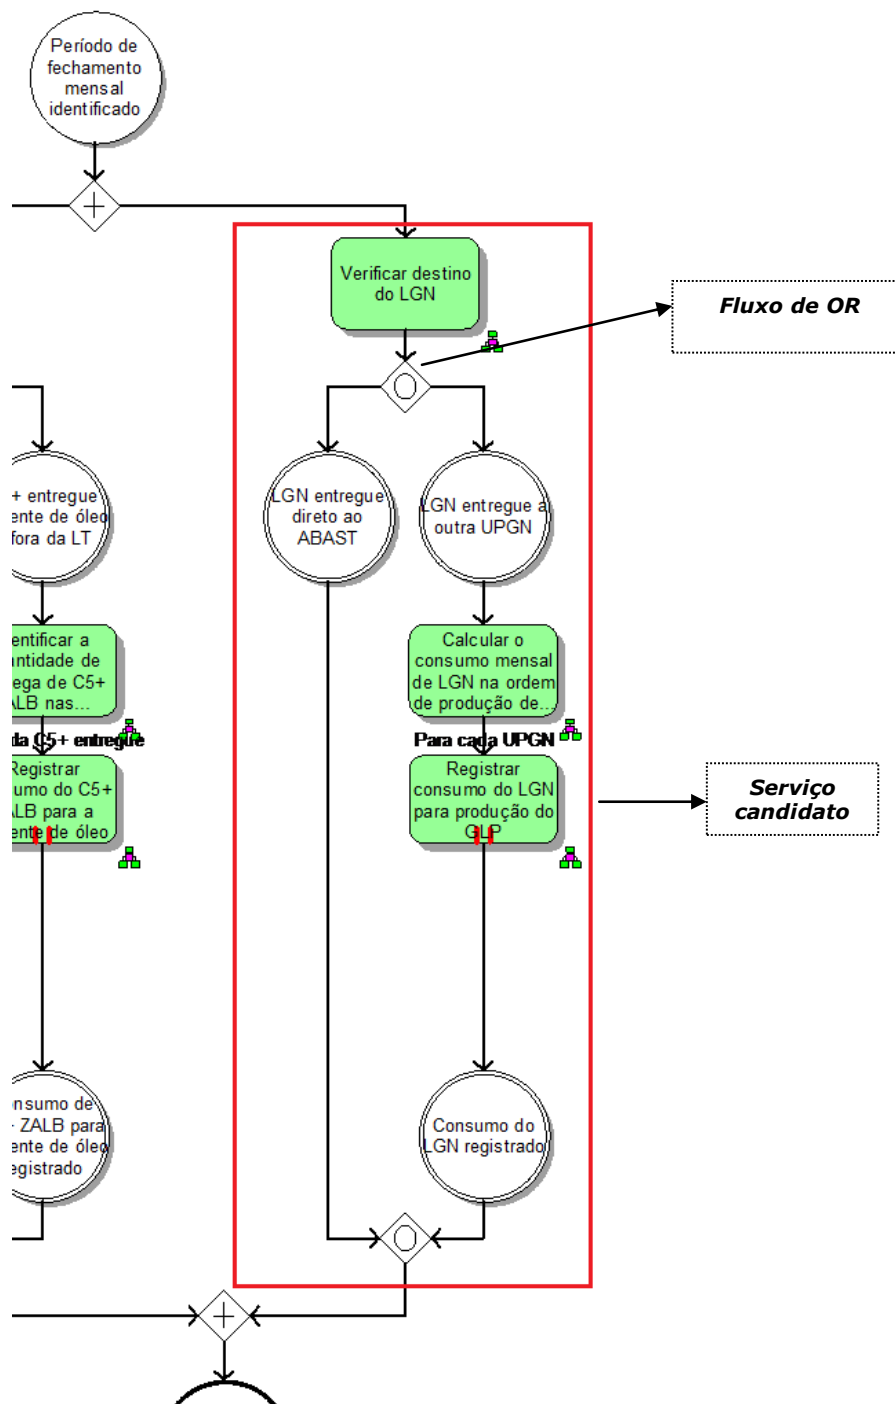 Período de
fechamento
mensal
identificado
Verificar destino
do LGN
Fluxo de OR
+ entregue
ente de óleo
fora da LT
LGN entregue
direto ao
ABAST
LGN entregue a
outra UPGN
entificar a
ntidade de
ega de C5+
ALB nas...
Calcular o
consumo mensal
de LGN na ordem
de produção de...
da C5+ entregue
Para cada UPGN
Registrar
umo do C5+
ALB para a
ente de óleo
Registrar
consumo do LGN
para produção do
GLP
Serviço
candidato
onsumo de
ZALB para
ente de óleo
egistrado
Consumo do
LGN registrado